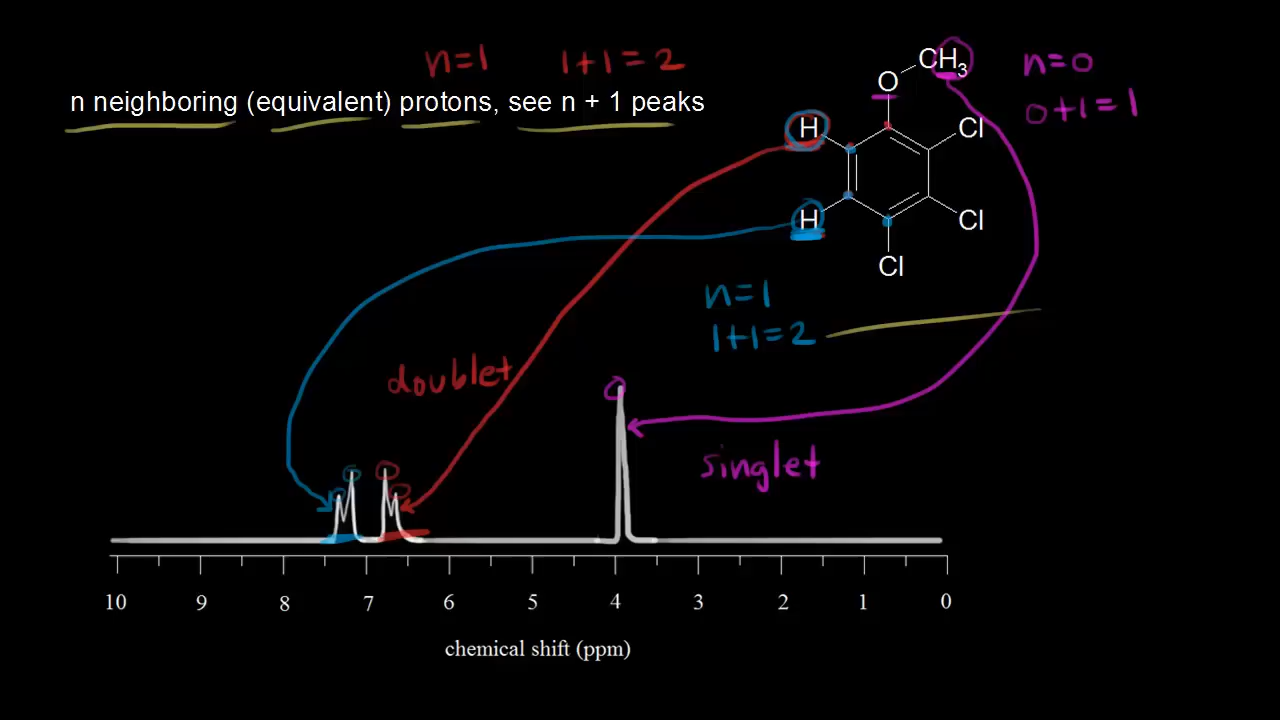 n=1 1+1=2
n neighboring (equivalent) protons, see n + 1 peaks
CH3
O
n=0
0+1=1
H
Cl
H
Cl
Cl
n=1
1+1=2
doublet
singlet
10 9 8 7 6 5 4 3 2 1 0
chemical shift (ppm)